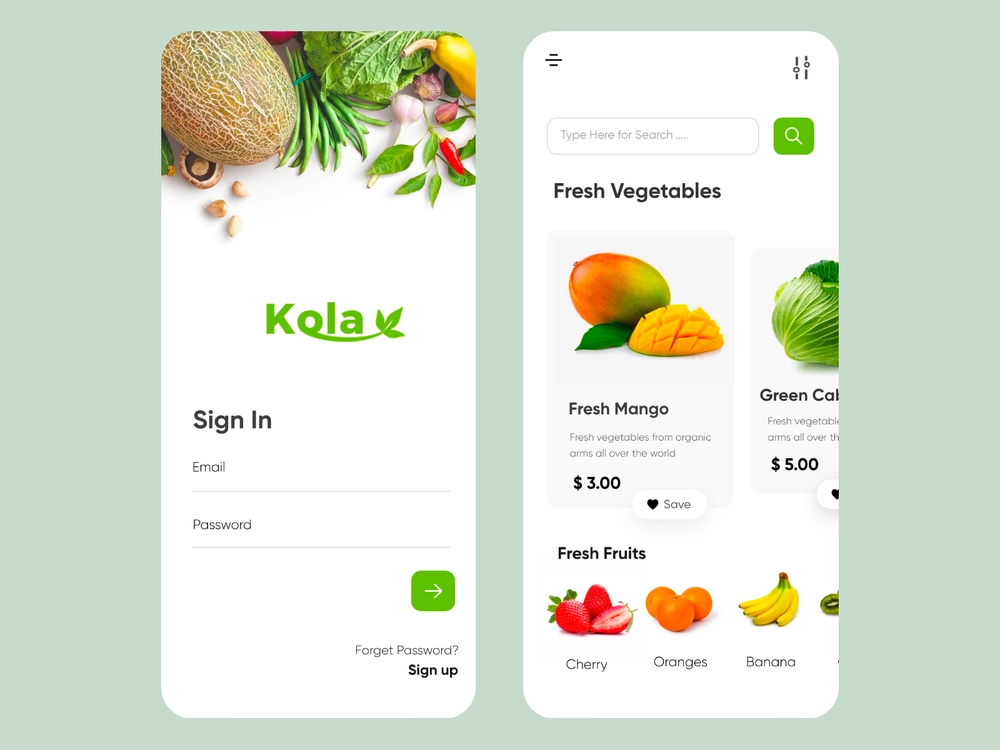 Kola
Sign In
Email
Password
Forget Password?
Sign up
Type Here for Search .....
Fresh Vegetables
Fresh Mango
Fresh vegetables from organic
arms all over the world
$ 3.00
Save
Green Cab
Fresh vegetable
arms all over th
$ 5.00
Fresh Fruits
Cherry
Oranges
Banana